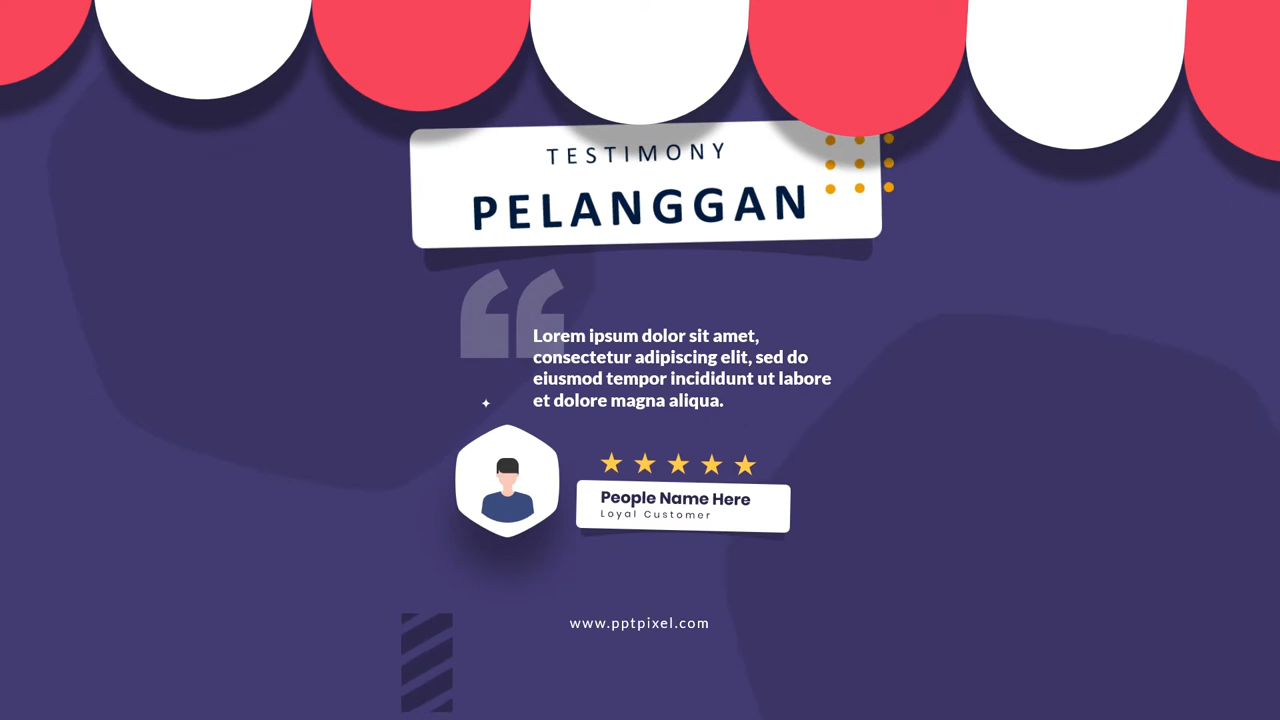 TESTIMONY
PELANGGAN
Lorem ipsum dolor sit amet,
consectetur adipiscing elit, sed do
eiusmod tempor incididunt ut labore
et dolore magna aliqua.
People Name Here
Loyal Customer
www.pptpixel.com